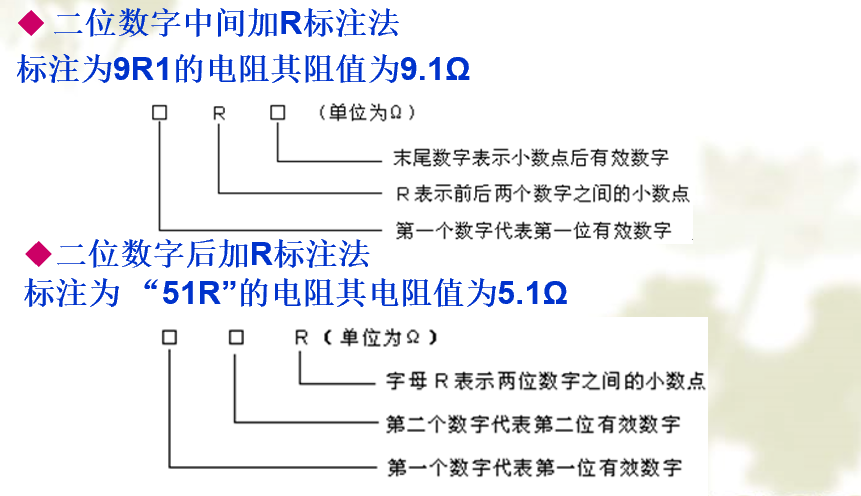 ◆ 二位数字中间加R标注法
标注为9R1的电阻其阻值为9.1Ω
□ R □ （单位为Ω）
末尾数字表示小数点后有效数字
R表示前后两个数字之间的小数点
第一个数字代表第一位有效数字
◆二位数字后加R标注法
标注为 “51R”的电阻其电阻值为5.1Ω
□ □ R（单位为Ω）
字母R表示两位数字之间的小数点
第二个数字代表第二位有效数字
第一个数字代表第一位有效数字